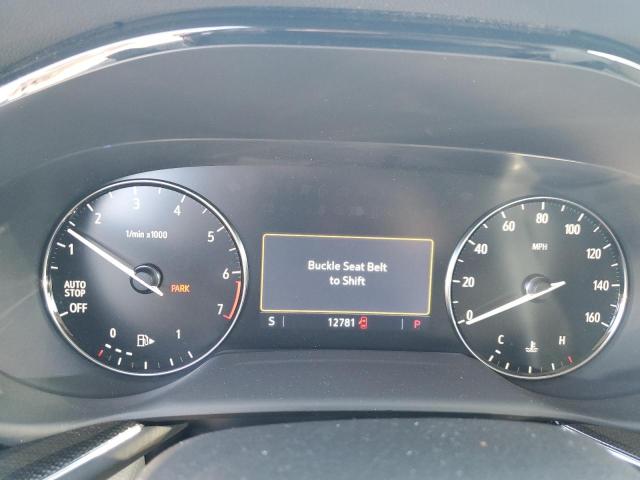 1 2 3 4 5 6 7
1/min x1000
AUTO
STOP
OFF
PARK
0 1
Buckle Seat Belt
to Shift
S 12781 P
0 20 40 60 80 100 120 140 160
MPH
C H